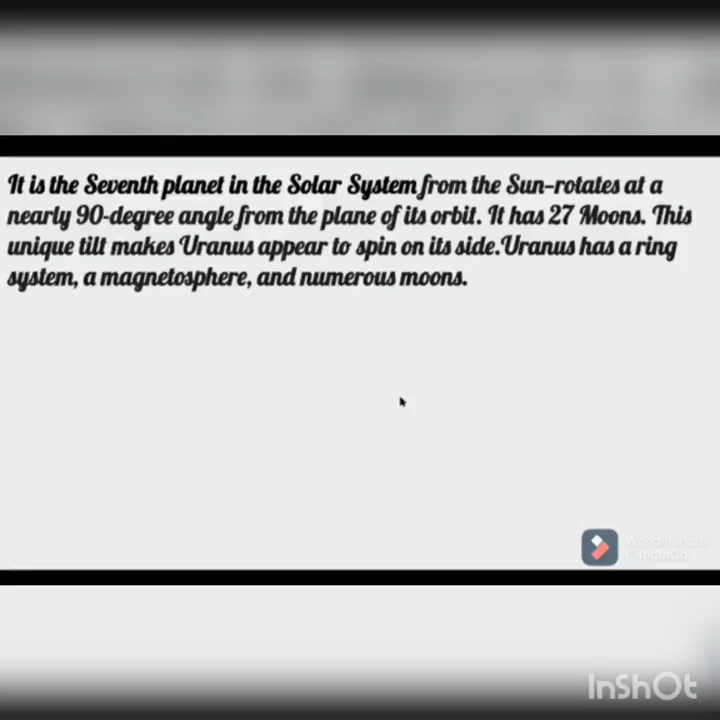 It is the Seventh planet in the Solar System from the Sun-rotates at a
nearly 90-degree angle from the plane of its orbit. It has 27 Moons. This
unique tilt makes Uranus appear to spin on its side.Uranus has a ring
system, a magnetosphere, and numerous moons.
Wondershare
FilmoraGo
InShOt